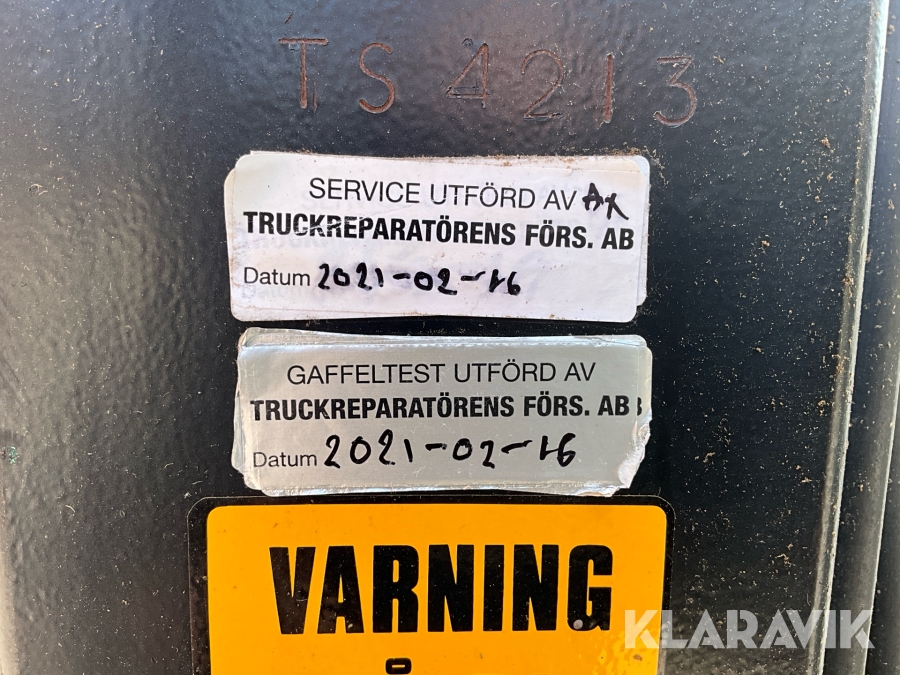 TS 4213
SERVICE UTFÖRD AV AK
TRUCKREPARATÖRENS FÖRS. AB
Datum 2021-02-16
GAFFELTEST UTFÖRD AV
TRUCKREPARATÖRENS FÖRS. AB
Datum 2021-02-16
VARNING
KLARAVIK